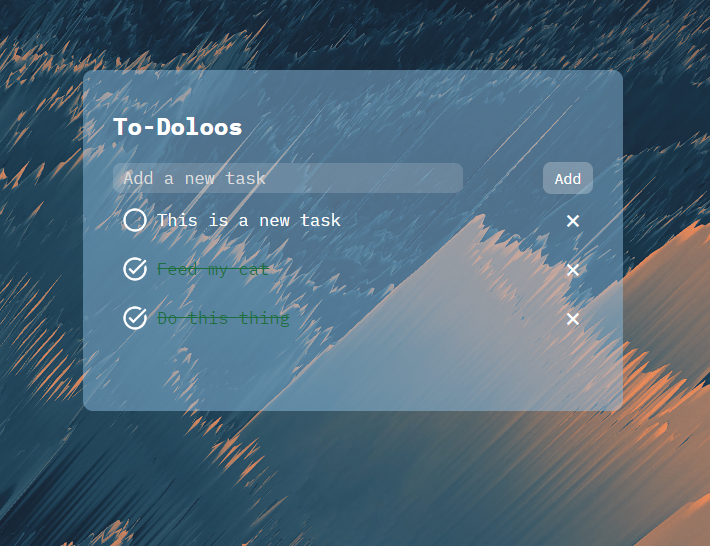 To-Doloos
Add a new task
Add
This is a new task
Feed my cat
Do this thing